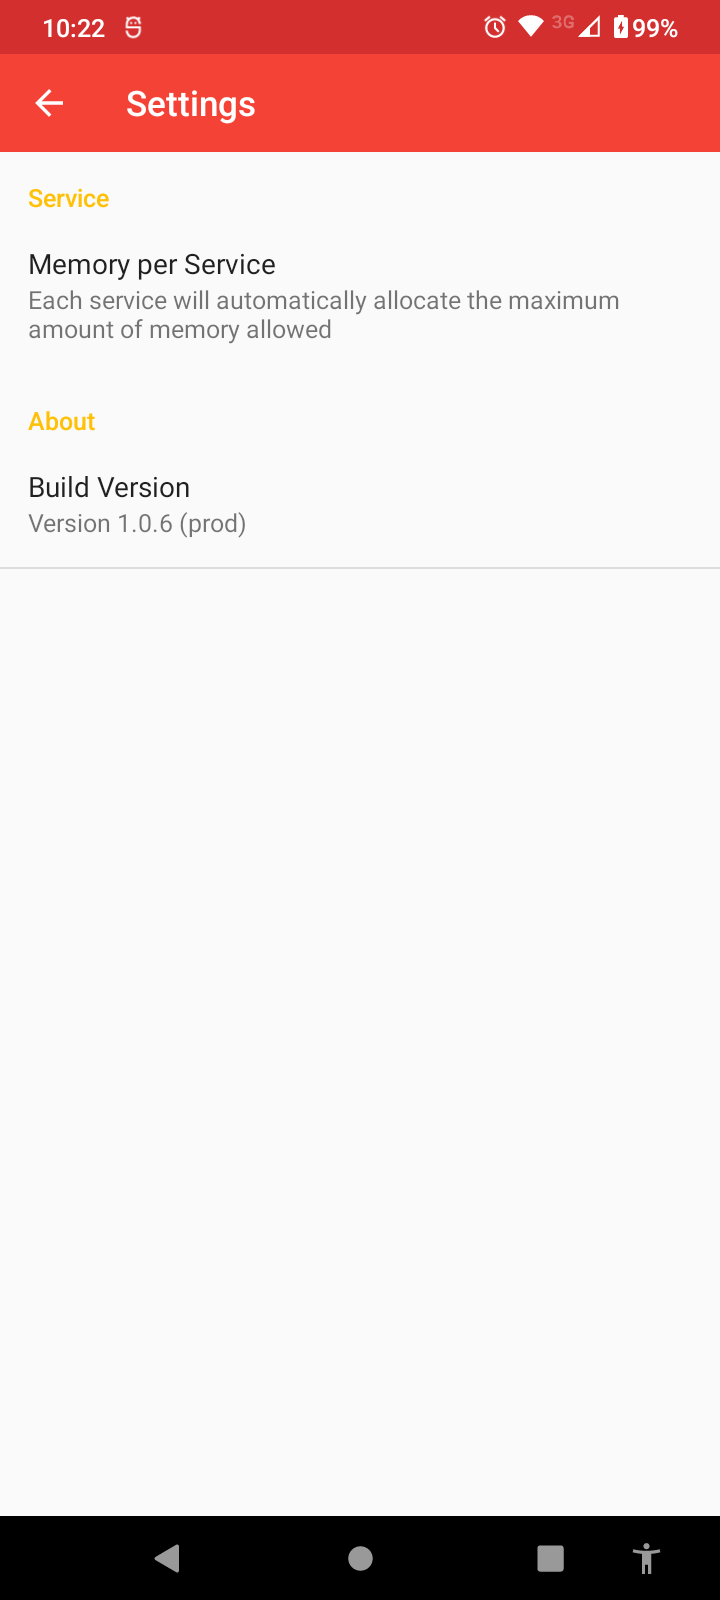 10:22
3G
99%
Settings
Service
Memory per Service
Each service will automatically allocate the maximum
amount of memory allowed
About
Build Version
Version 1.0.6 (prod)